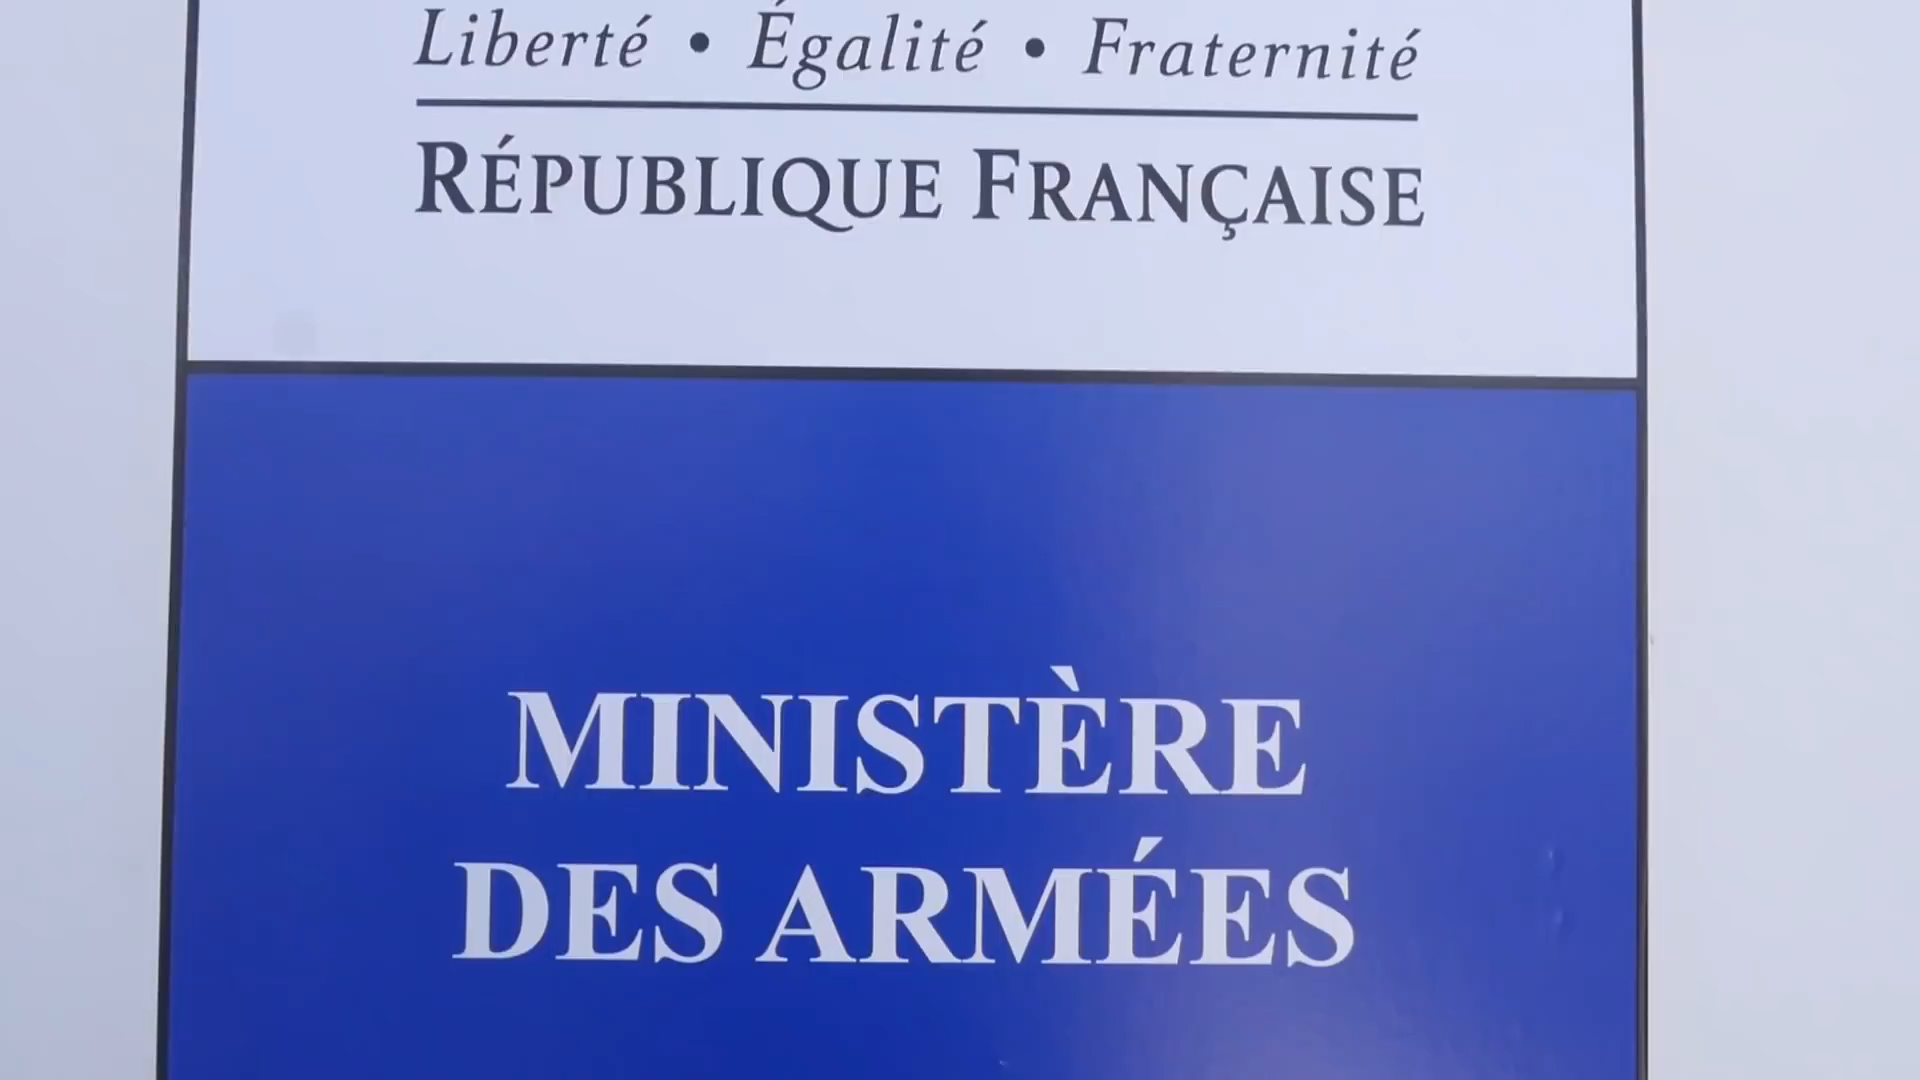 Liberté • Égalité • Fraternité
RÉPUBLIQUE FRANÇAISE
MINISTÈRE
DES ARMÉES